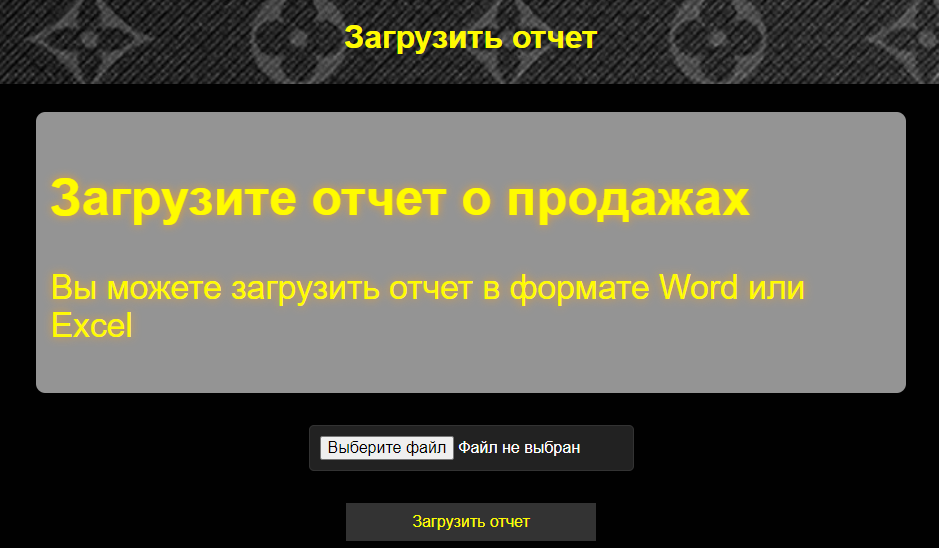 Загрузить отчет
Загрузите отчет о продажах
Вы можете загрузить отчет в формате Word или
Excel
Выберите файл Файл не выбран
Загрузить отчет